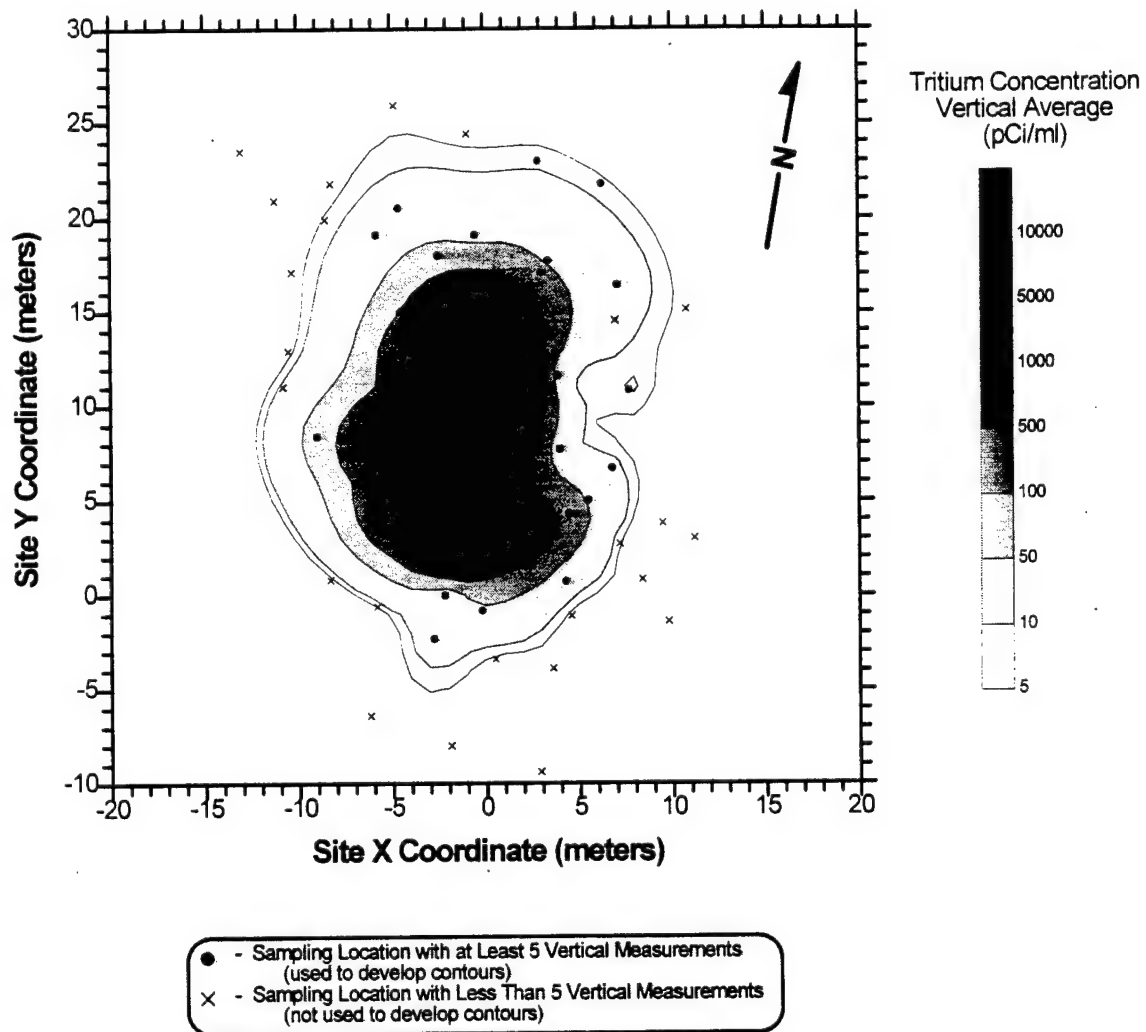 30
25
20
15
10
5
0
-5
-10
-20
-15
-10
-5
0
5
10
15
20
Site Y Coordinate (meters)
Site X Coordinate (meters)
N
Tritium Concentration
Vertical Average
(pCi/ml)
10000
5000
1000
500
100
50
10
5
- Sampling Location with at Least 5 Vertical Measurements
(used to develop contours)
- Sampling Location with Less Than 5 Vertical Measurements
(not used to develop contours)